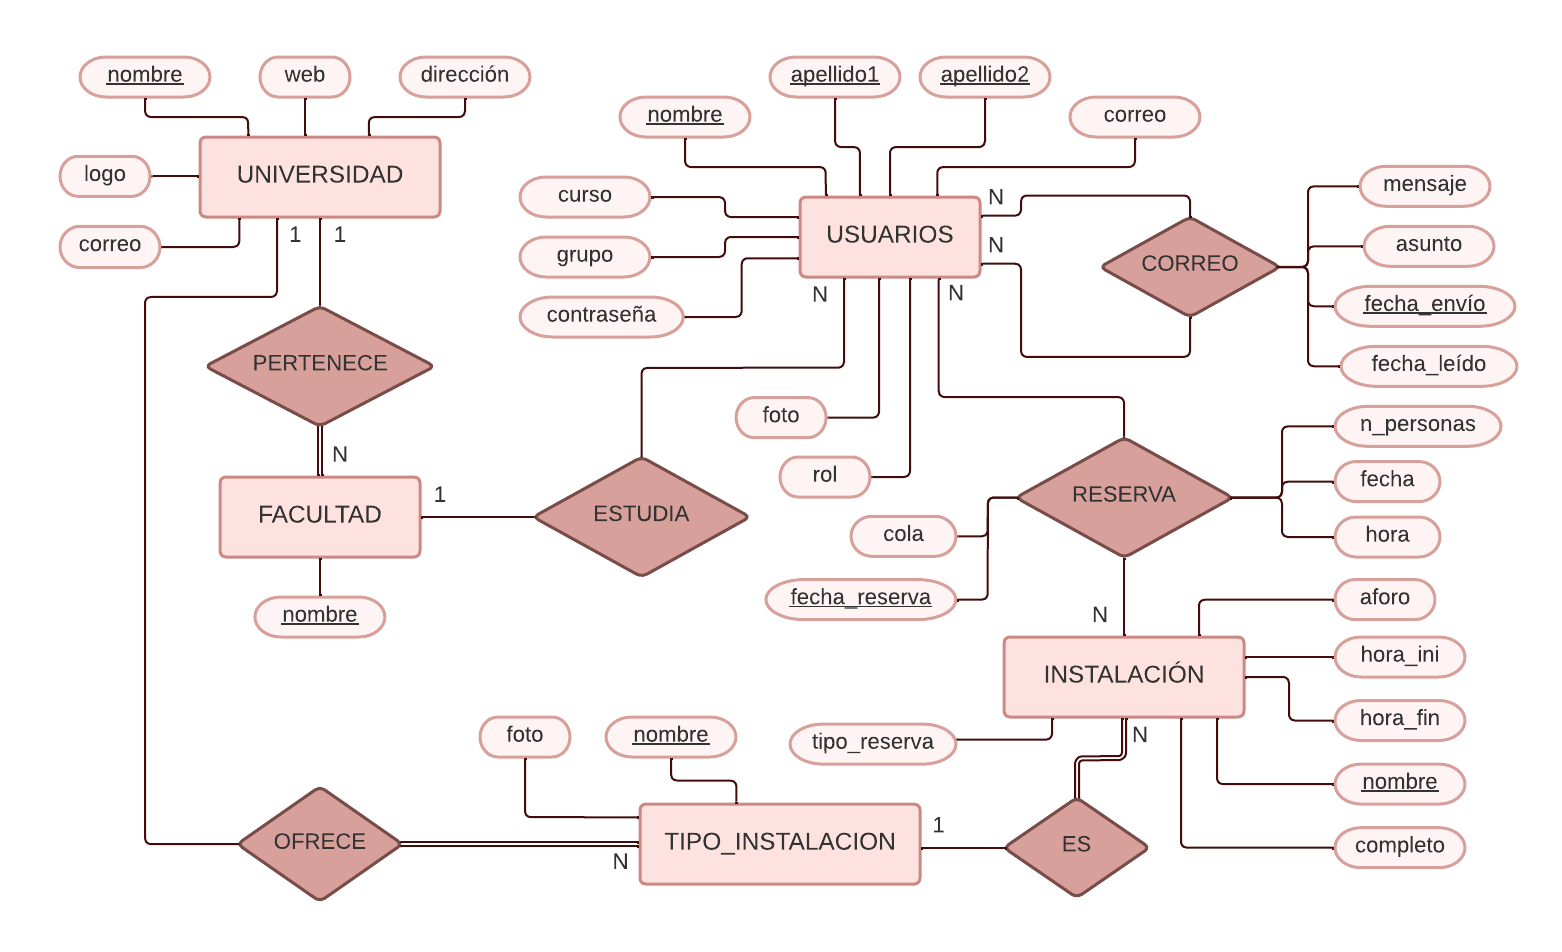 nombre
web
dirección
apellido1
apellido2
nombre
correo
logo
UNIVERSIDAD
curso
USUARIOS
N
mensaje
correo
1
1
grupo
N
CORREO
asunto
contraseña
N
N
fecha_envío
PERTENECE
fecha_leído
foto
n_personas
N
rol
fecha
FACULTAD
1
ESTUDIA
RESERVA
cola
hora
nombre
fecha_reserva
N
aforo
INSTALACIÓN
hora_ini
foto
nombre
tipo_reserva
N
hora_fin
nombre
OFRECE
N
TIPO_INSTALACION
1
ES
completo